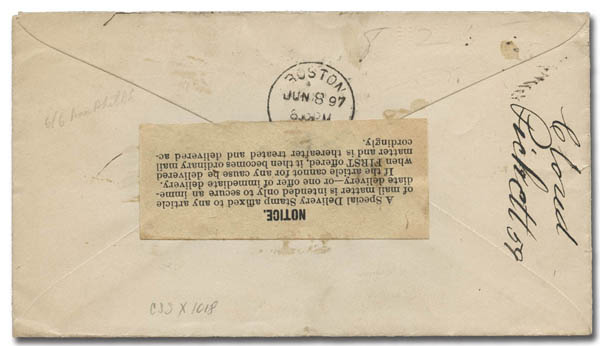 BOSTON
JUN 8 97
NOTICE.
A Special Delivery Stamp affixed to any article
of mail matter is intended only to secure an imme-
diate delivery—or one offer of immediate delivery.
If the article cannot for any cause be delivered
when FIRST offered, it then becomes ordinary mail
matter and is thereafter treated and delivered ac-
cordingly.
Closed
59
CJS X 1018